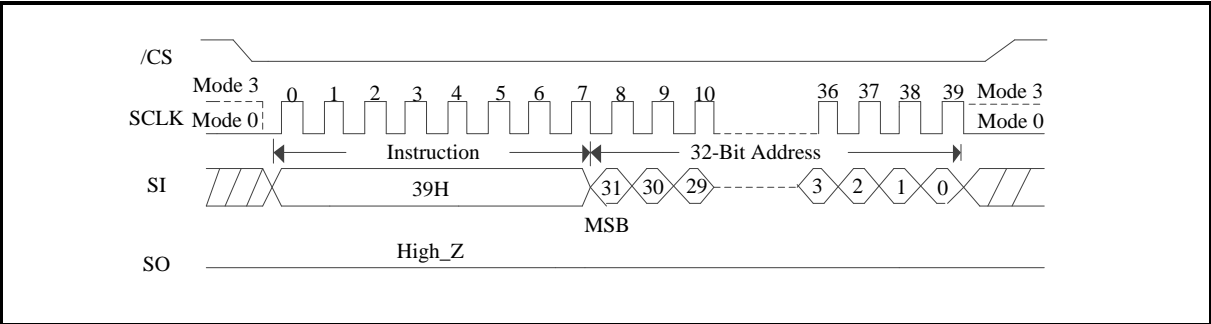 /CS
Mode 3
0 1 2 3 4 5 6 7 8 9 10 36 37 38 39 Mode 3
SCLK Mode 0 Mode 0
Instruction 32-Bit Address
SI 39H 31 30 29 3 2 1 0
MSB
High_Z
SO